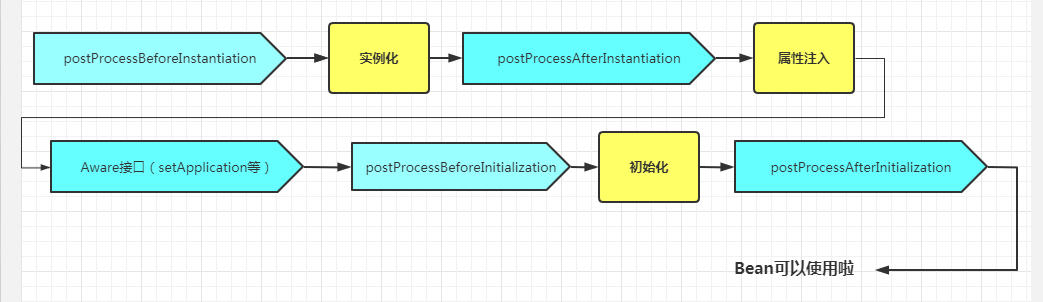 postProcessBeforeInstantiation
实例化
postProcessAfterInstantiation
属性注入
Aware接口（setApplication等）
postProcessBeforeInitialization
初始化
postProcessAfterInitialization
Bean可以使用啦